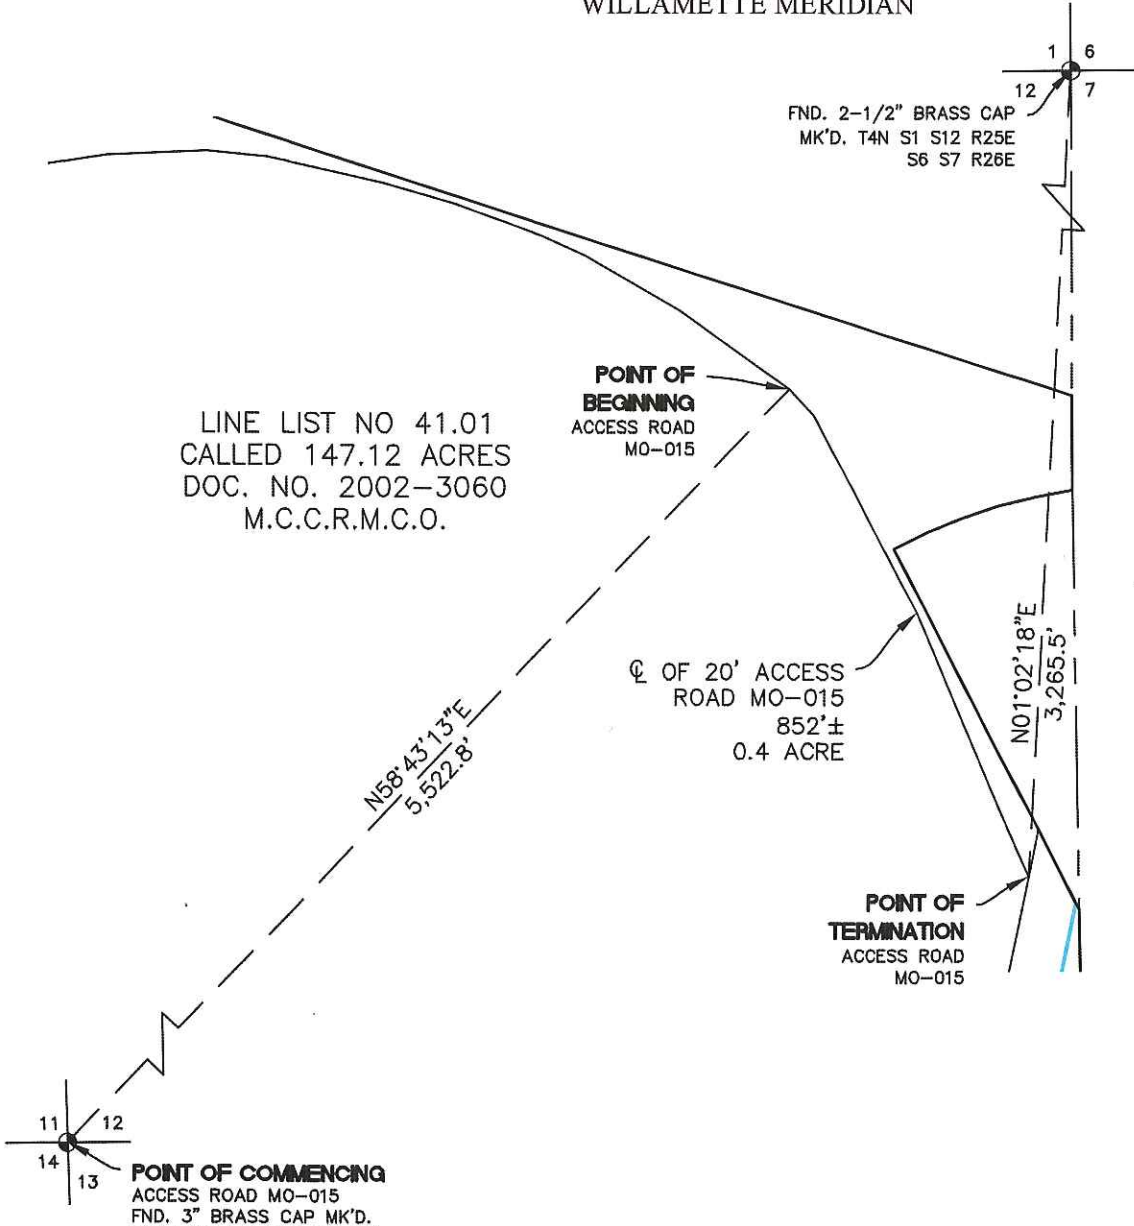 WILLAMETTE MERIDIAN
1 6
12 7
FND. 2-1/2" BRASS CAP
MK'D. T4N S1 S12 R25E
S6 S7 R26E
POINT OF
BEGINNING
ACCESS ROAD
MO-015
LINE LIST NO 41.01
CALLED 147.12 ACRES
DOC. NO. 2002-3060
M.C.C.R.M.C.O.
℄ OF 20' ACCESS
ROAD MO-015
852'±
0.4 ACRE
N01°02'18"E
3,265.5'
N58°43'13"E
5,522.8'
POINT OF
TERMINATION
ACCESS ROAD
MO-015
11 12
14 13
POINT OF COMMENCING
ACCESS ROAD MO-015
FND. 3" BRASS CAP MK'D.